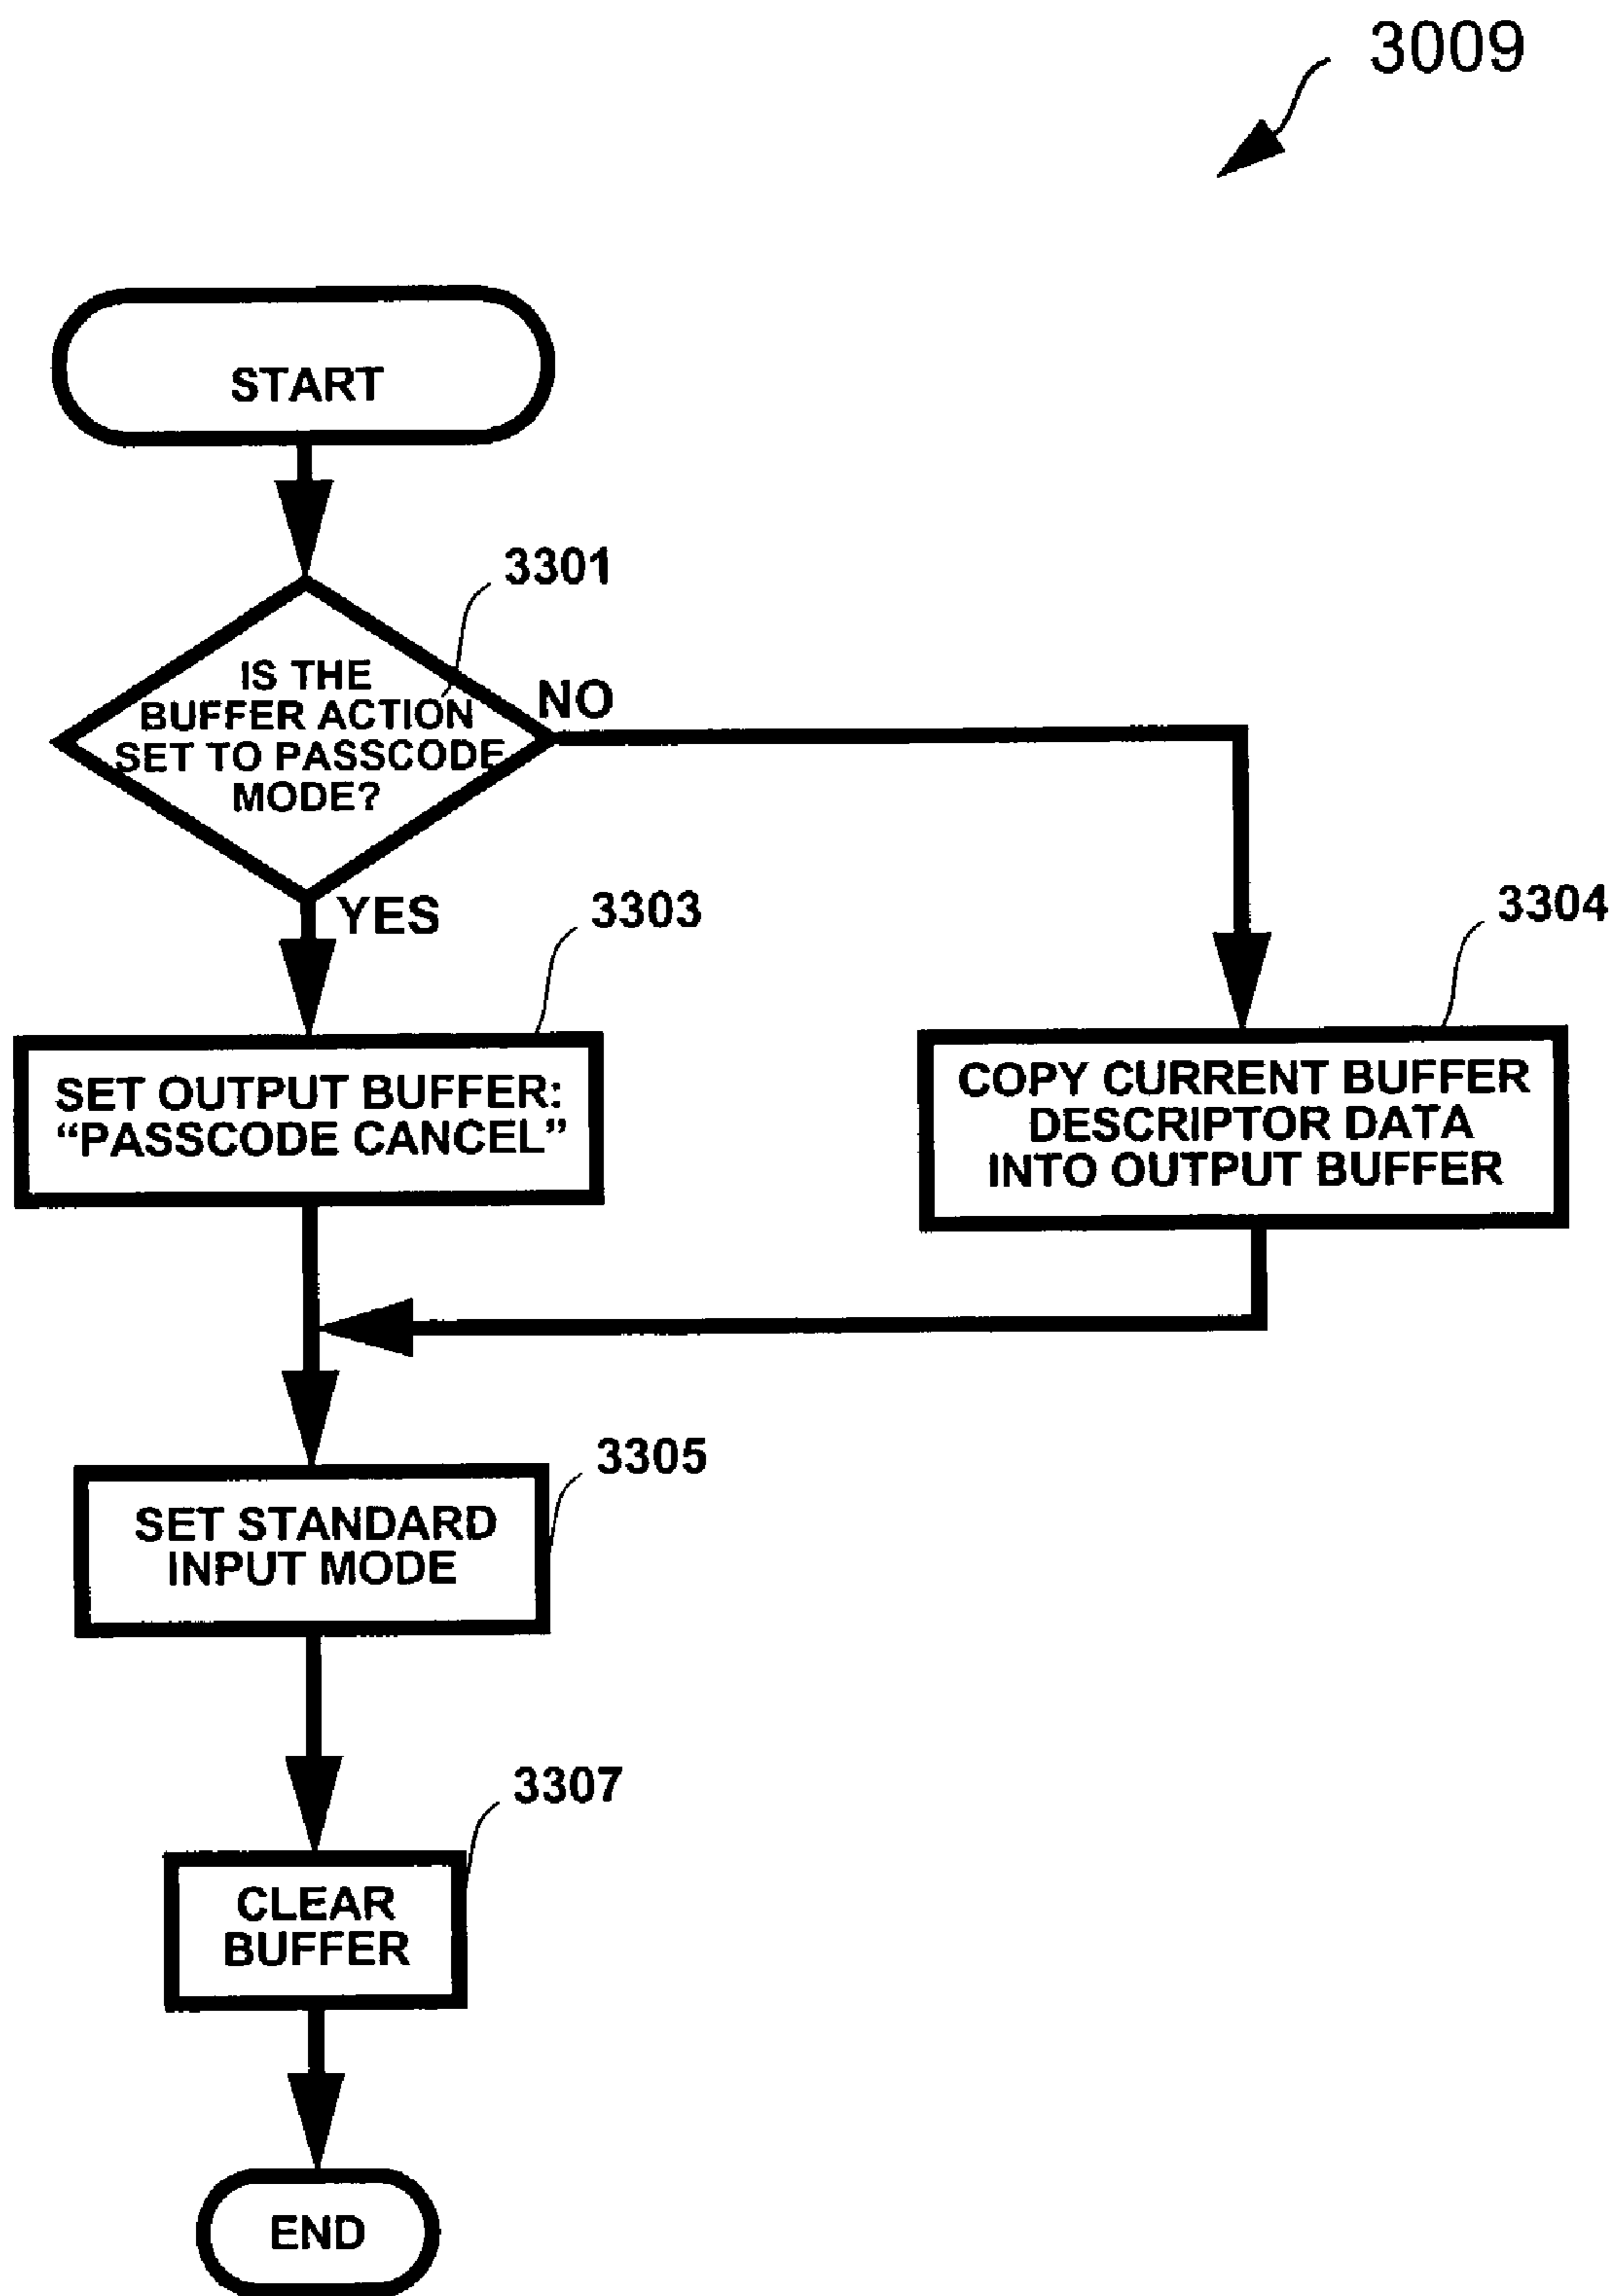 3009
START
3301
IS THE
BUFFER ACTION
SET TO PASSCODE
MODE?
NO
YES
3303
3304
SET OUTPUT BUFFER:
“PASSCODE CANCEL”
COPY CURRENT BUFFER
DESCRIPTOR DATA
INTO OUTPUT BUFFER
3305
SET STANDARD
INPUT MODE
3307
CLEAR
BUFFER
END